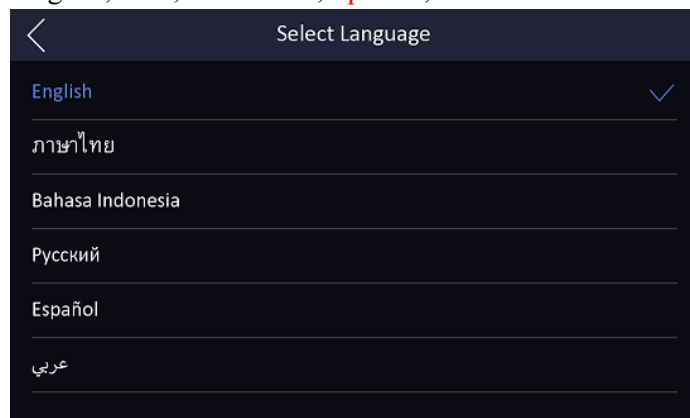 Select Language
English
ภาษาไทย
Bahasa Indonesia
Русский
Español
عربي